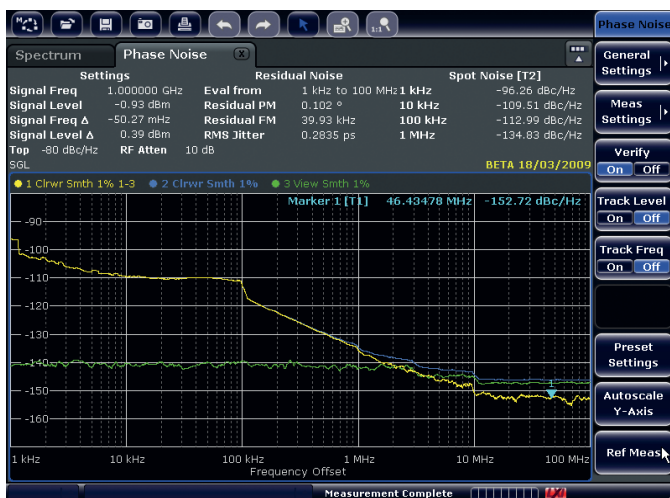 Phase Noise
Spectrum
Phase Noise
X
Settings
Residual Noise
Spot Noise [T2]
Signal Freq 1.000000 GHz Eval from 1 kHz to 100 MHz 1 kHz -96.26 dBc/Hz
Signal Level -0.93 dBm Residual PM 0.102 ° 10 kHz -109.51 dBc/Hz
Signal Freq Δ -50.27 mHz Residual FM 39.93 kHz 100 kHz -112.99 dBc/Hz
Signal Level Δ 0.39 dBm RMS Jitter 0.2835 ps 1 MHz -134.83 dBc/Hz
Top -80 dBc/Hz RF Atten 10 dB
SGL
BETA 18/03/2009
1 Clrwr Smth 1% 1-3 2 Clrwr Smth 1% 3 View Smth 1%
Marker 1 [T1] 46.43478 MHz -152.72 dBc/Hz
-90
-100
-110
-120
-130
-140
-150
-160
1
1 kHz 10 kHz 100 kHz 1 MHz 10 MHz 100 MHz
Frequency Offset
Measurement Complete
General Settings
Meas Settings
Verify
On Off
Track Level
On Off
Track Freq
On Off
Preset Settings
Autoscale Y-Axis
Ref Meas
1:1